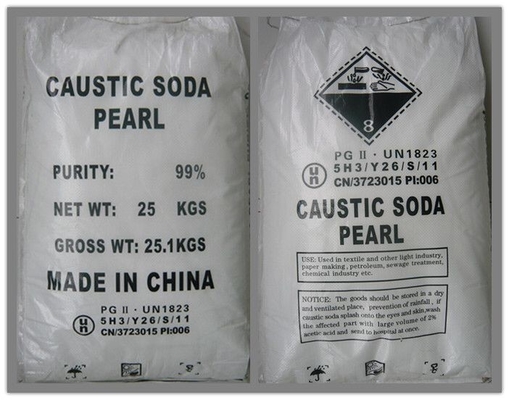 CAUSTIC SODA
PEARL
PURITY: 99%
NET WT: 25 KGS
GROSS WT: 25.1KGS
MADE IN CHINA
PG II · UN1823
un 5H3/Y26/S/11
CN/3723015 PI:006
8
PG II · UN1823
un 5H3/Y26/S/11
CN/3723015 PI:006
CAUSTIC SODA
PEARL
USE: Used in textile and other light industry,
paper making, petroleum, sewage treatment,
chemical industry etc.
NOTICE: The goods should be stored in a dry
and ventilated place, prevention of rainfall, if
caustic soda splash onto the eyes and skin,wash
the affected part with large volume of 2%
acetic acid and send to hospital at once.